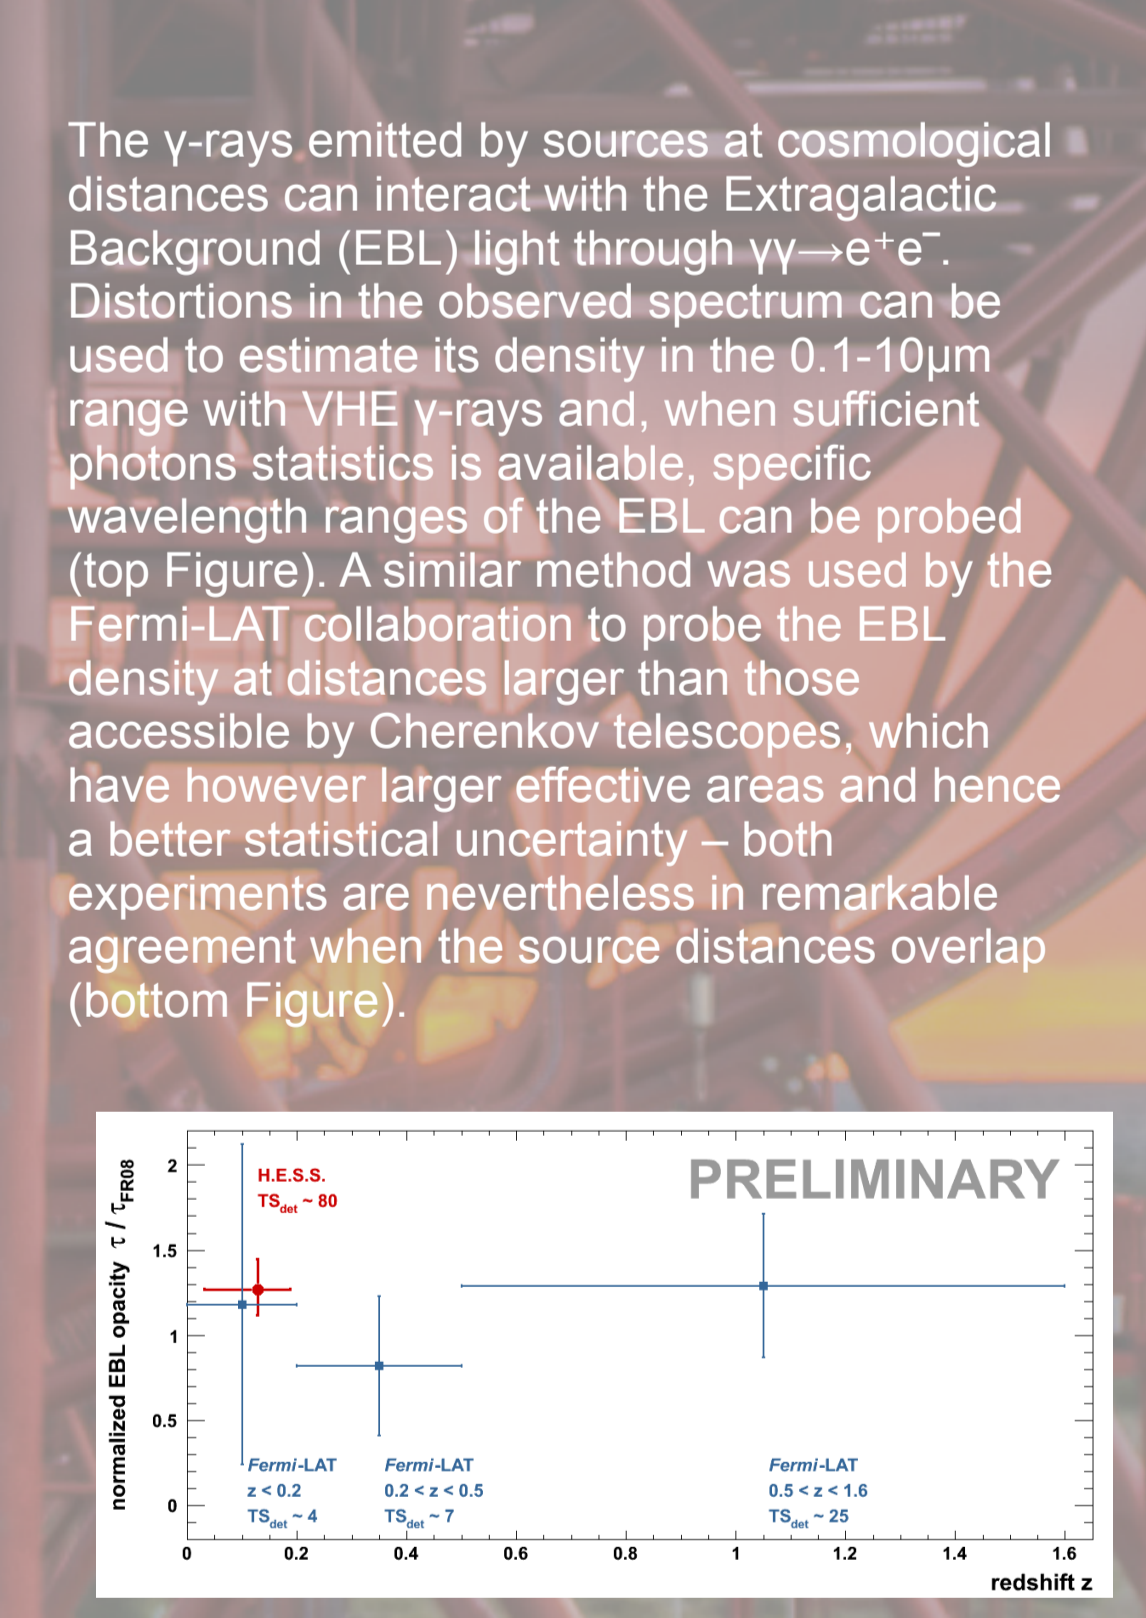 The γ-rays emitted by sources at cosmological
distances can interact with the Extragalactic
Background (EBL) light through γγ→e⁺e⁻.
Distortions in the observed spectrum can be
used to estimate its density in the 0.1-10μm
range with VHE γ-rays and, when sufficient
photons statistics is available, specific
wavelength ranges of the EBL can be probed
(top Figure). A similar method was used by the
Fermi-LAT collaboration to probe the EBL
density at distances larger than those
accessible by Cherenkov telescopes, which
have however larger effective areas and hence
a better statistical uncertainty – both
experiments are nevertheless in remarkable
agreement when the source distances overlap
(bottom Figure).
normalized EBL opacity τ / τFR08
2
1.5
1
0.5
0
H.E.S.S.
TSdet ~ 80
PRELIMINARY
Fermi-LAT
z < 0.2
TSdet ~ 4
Fermi-LAT
0.2 < z < 0.5
TSdet ~ 7
Fermi-LAT
0.5 < z < 1.6
TSdet ~ 25
0 0.2 0.4 0.6 0.8 1 1.2 1.4 1.6
redshift z